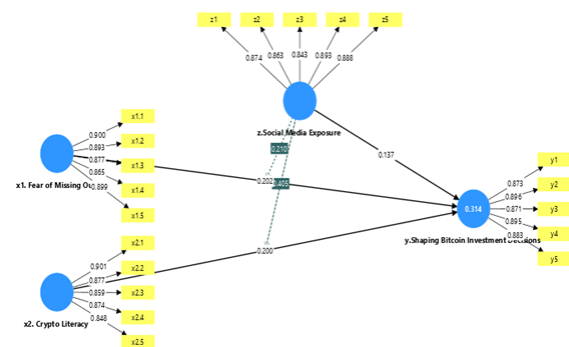 z1 z2 z3 z4 z5
0.874 0.863 0.843 0.893 0.888
z.Social Media Exposure
x1.1
x1.2
x1.3
x1.4
x1.5
0.900
0.893
0.877
0.865
0.899
x1. Fear of Missing
0.137
0.202
0.200
0.314
y1
y2
y3
y4
y5
0.873
0.896
0.871
0.895
0.883
y.Shaping Bitcoin Investment Decisions
x2.1
x2.2
x2.3
x2.4
x2.5
0.901
0.877
0.859
0.874
0.848
x2. Crypto Literacy